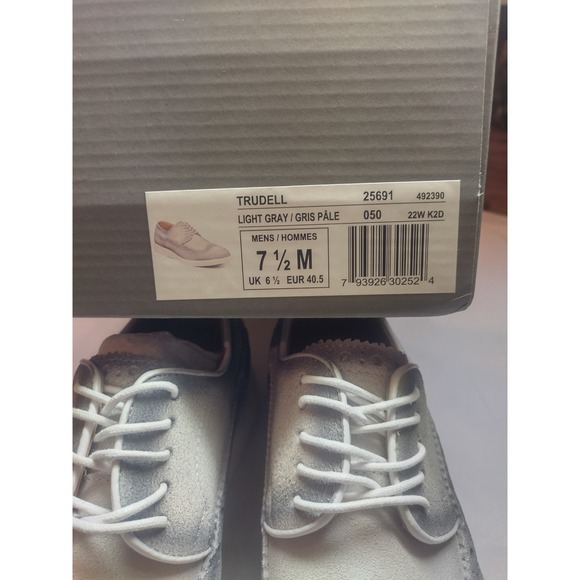 TRUDELL 25691 492390
LIGHT GRAY / GRIS PÂLE 050 22W K2D
MENS / HOMMES
7 ½ M
UK 6 ½ EUR 40.5
7 93926 30252 4